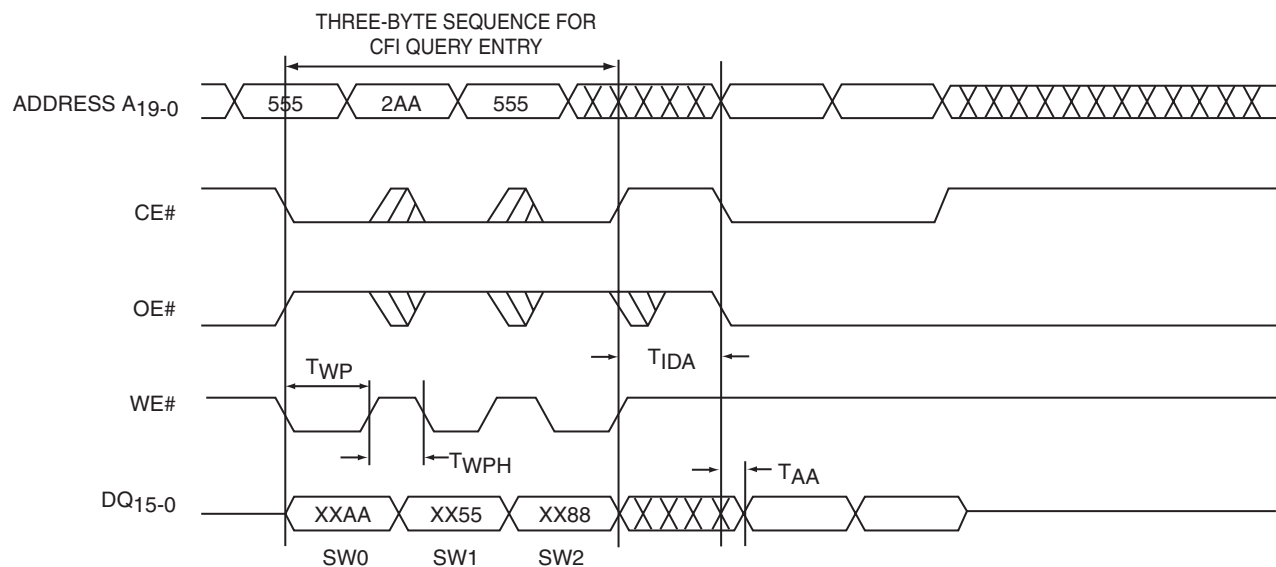 THREE-BYTE SEQUENCE FOR
CFI QUERY ENTRY
ADDRESS A19-0
555
2AA
555
CE#
OE#
TIDA
TWP
WE#
TWPH
TAA
DQ15-0
XXAA
XX55
XX88
SW0
SW1
SW2